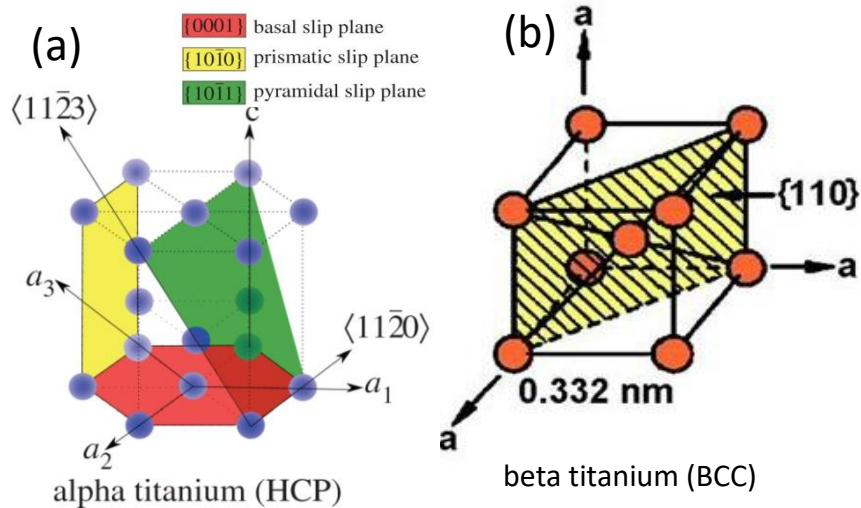 (a)
{0001} basal slip plane
{101̄0} prismatic slip plane
{101̄1} pyramidal slip plane
⟨112̄3⟩
c
a₃
⟨112̄0⟩
a₁
a₂
alpha titanium (HCP)
(b)
a
{110}
a
0.332 nm
a
beta titanium (BCC)